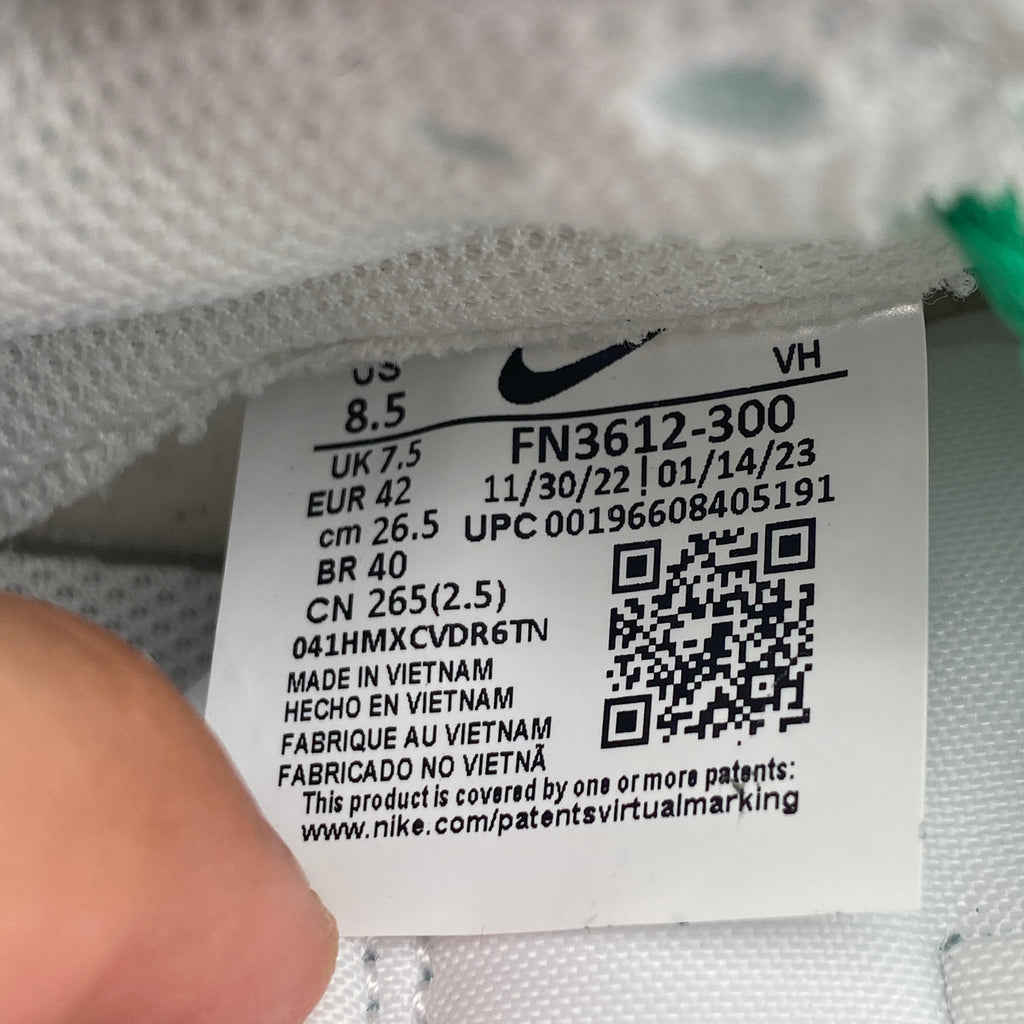 US
8.5
VH
FN3612-300
11/30/22 | 01/14/23
UPC 00196608405191
UK 7.5
EUR 42
cm 26.5
BR 40
CN 265(2.5)
041HMXCVDR6TN
MADE IN VIETNAM
HECHO EN VIETNAM
FABRIQUE AU VIETNAM
FABRICADO NO VIETNÃ
This product is covered by one or more patents:
www.nike.com/patentsvirtualmarking